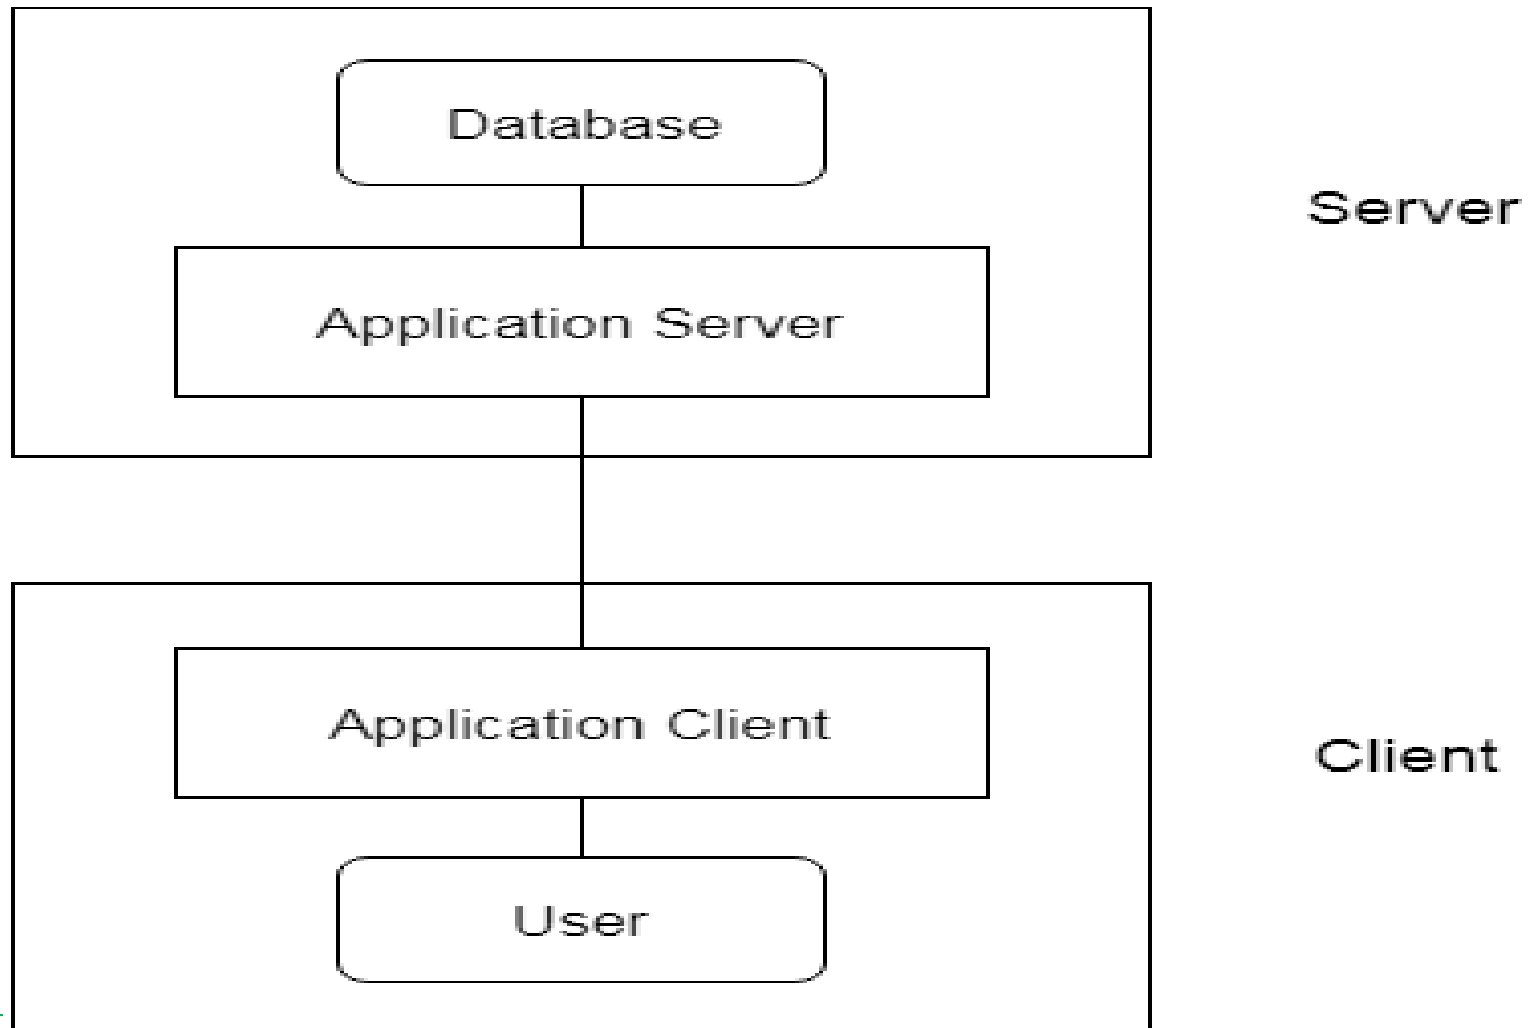 Database
Server
Application Server
Application Client
Client
User